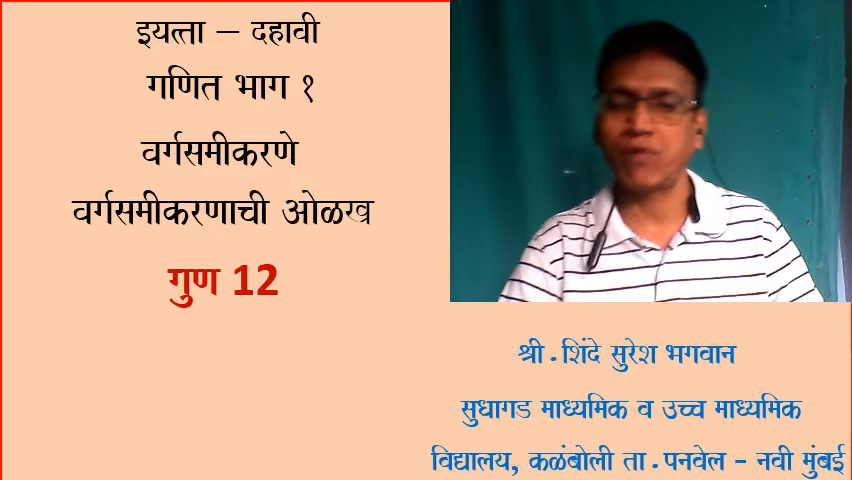 इयत्ता – दहावी
गणित भाग १
वर्गसमीकरणे
वर्गसमीकरणाची ओळख
गुण 12
श्री .शिंदे सुरेश भगवान
सुधागड माध्यमिक व उच्च माध्यमिक
विद्यालय, कळंबोली ता .पनवेल - नवी मुंबई